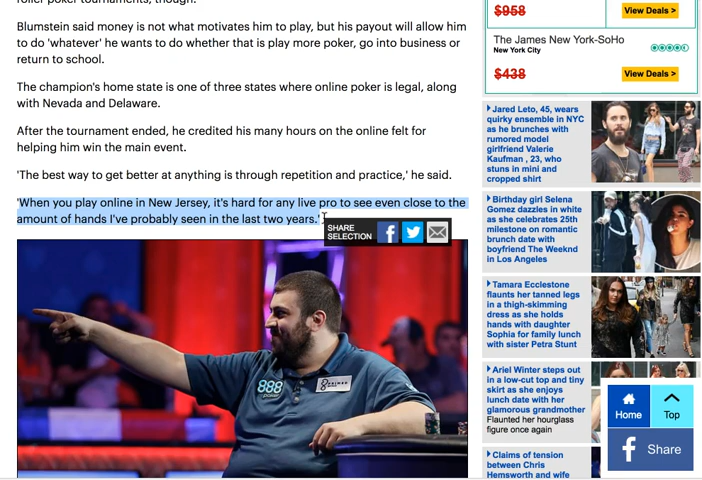 roller poker tournaments, though.
Blumstein said money is not what motivates him to play, but his payout will allow him
to do 'whatever' he wants to do whether that is play more poker, go into business or
return to school.
The champion's home state is one of three states where online poker is legal, along
with Nevada and Delaware.
After the tournament ended, he credited his many hours on the online felt for
helping him win the main event.
'The best way to get better at anything is through repetition and practice,' he said.
'When you play online in New Jersey, it's hard for any live pro to see even close to the
amount of hands I've probably seen in the last two years.'
SHARE
SELECTION
888
poker
$958
View Deals >
The James New York-SoHo
New York City
$438
View Deals >
Jared Leto, 45, wears
quirky ensemble in NYC
as he brunches with
rumored model
girlfriend Valerie
Kaufman , 23, who
stuns in mini and
cropped shirt
Birthday girl Selena
Gomez dazzles in white
as she celebrates 25th
milestone on romantic
brunch date with
boyfriend The Weeknd
in Los Angeles
Tamara Ecclestone
flaunts her tanned legs
in a thigh-skimming
dress as she holds
hands with daughter
Sophia for family lunch
with sister Petra Stunt
Ariel Winter steps out
in a low-cut top and tiny
skirt as she enjoys
lunch date with her
glamorous grandmother
Flaunted her hourglass
figure once again
Claims of tension
between Chris
Hemsworth and wife
Home
Top
f Share